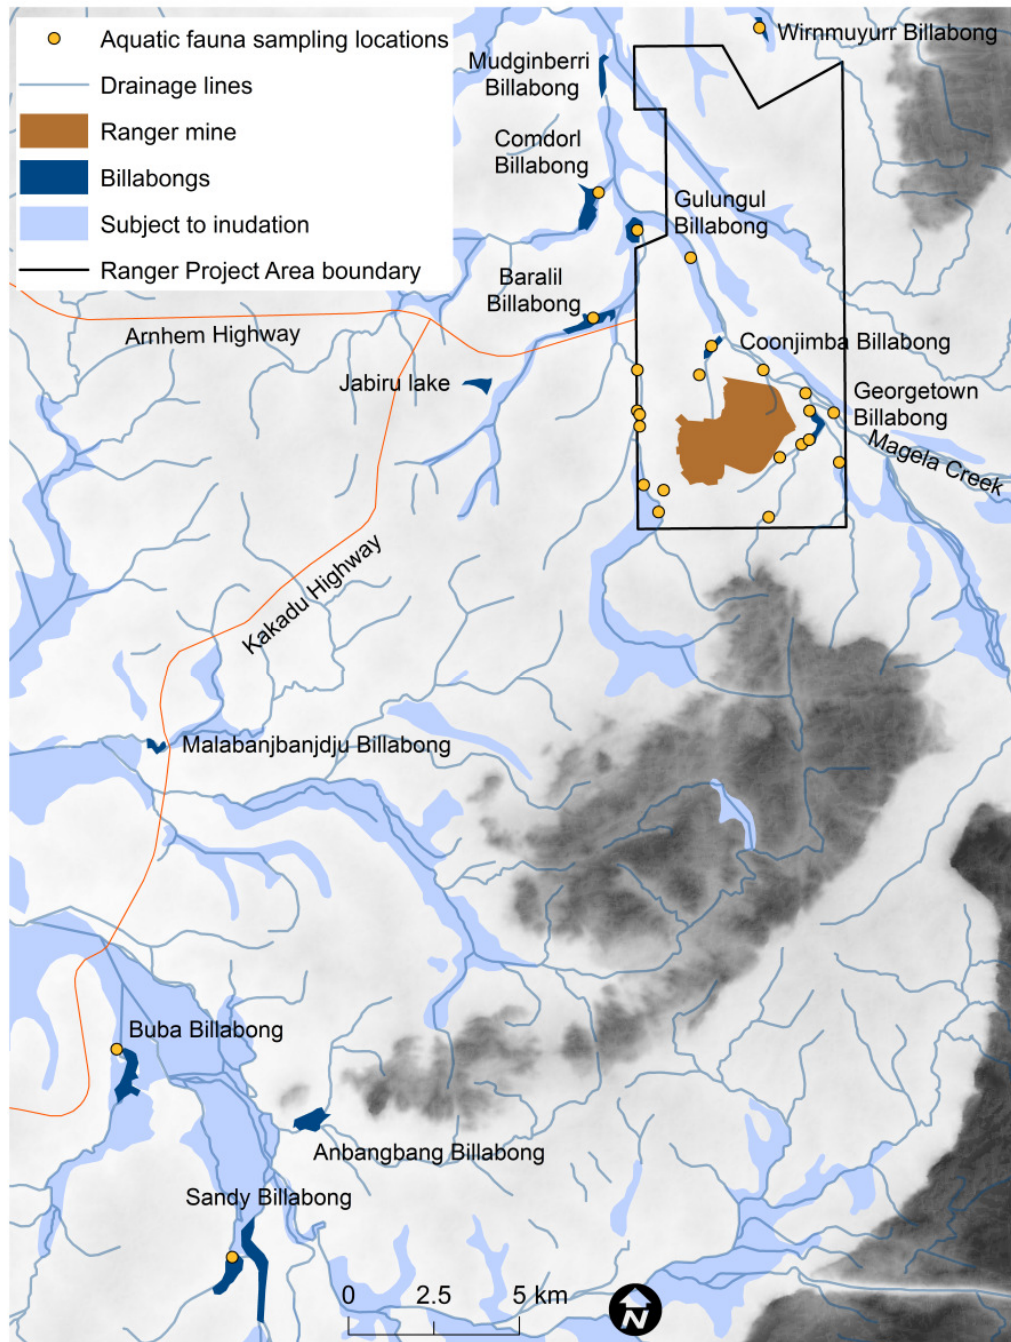 Aquatic fauna sampling locations
Drainage lines
Ranger mine
Billabongs
Subject to inudation
Ranger Project Area boundary
Wirnmuyurr Billabong
Mudginberri
Billabong
Comdorl
Billabong
Gulungul
Billabong
Baralil
Billabong
Arnhem Highway
Coonjimba Billabong
Jabiru lake
Georgetown
Billabong
Magela Creek
Kakadu Highway
Malabanjbanjdju Billabong
Buba Billabong
Anbangbang Billabong
Sandy Billabong
0 2.5 5 km
N